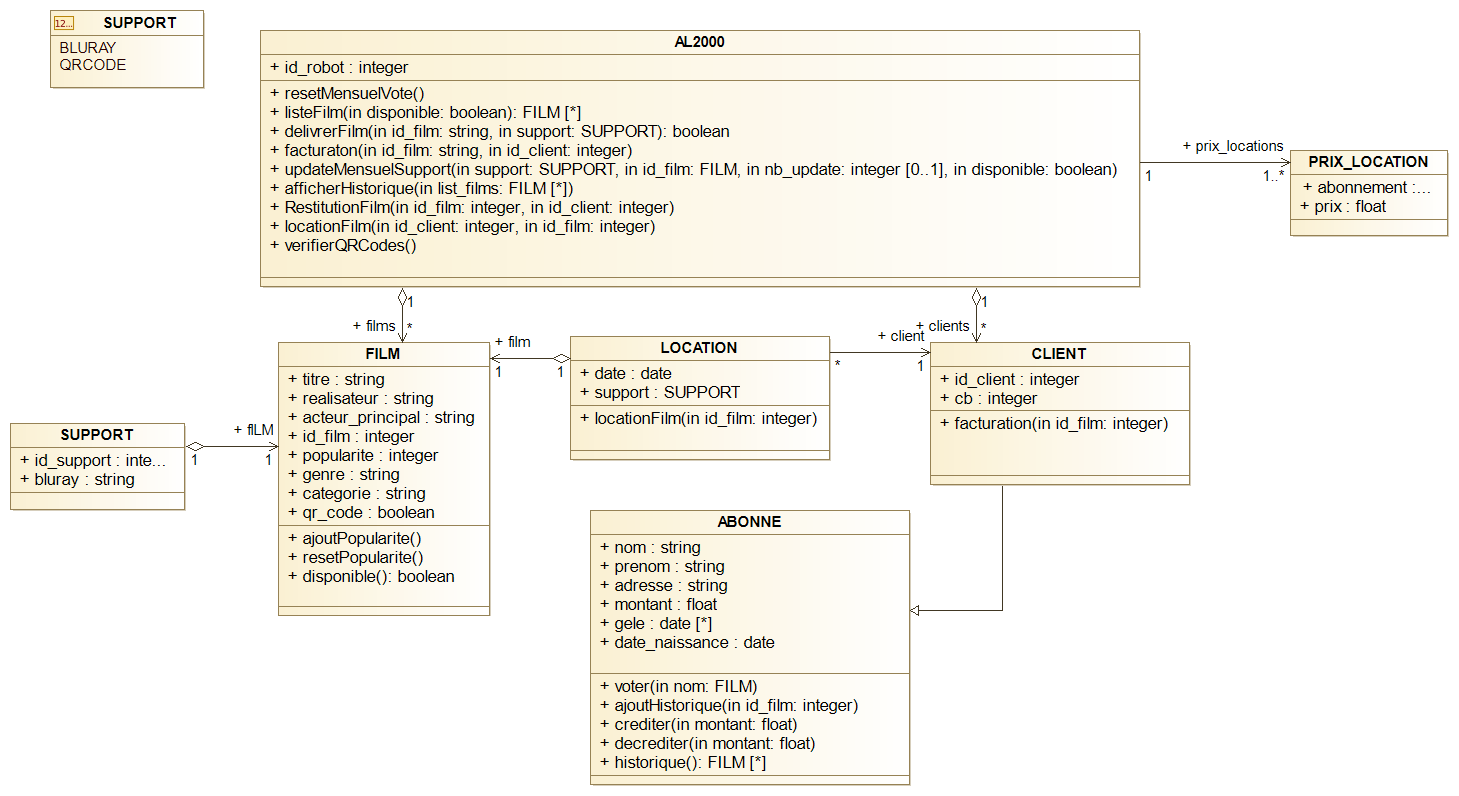 12...
SUPPORT
BLURAY
QRCODE
AL2000
+ id_robot : integer
+ resetMensuelVote()
+ listeFilm(in disponible: boolean): FILM [*]
+ delivrerFilm(in id_film: string, in support: SUPPORT): boolean
+ facturaton(in id_film: string, in id_client: integer)
+ updateMensuelSupport(in support: SUPPORT, in id_film: FILM, in nb_update: integer [0..1], in disponible: boolean)
+ afficherHistorique(in list_films: FILM [*])
+ RestitutionFilm(in id_film: integer, in id_client: integer)
+ locationFilm(in id_client: integer, in id_film: integer)
+ verifierQRCodes()
+ prix_locations
1
1..*
PRIX_LOCATION
+ abonnement :...
+ prix : float
1
+ films
*
1
+ clients
*
FILM
+ titre : string
+ realisateur : string
+ acteur_principal : string
+ id_film : integer
+ popularite : integer
+ genre : string
+ categorie : string
+ qr_code : boolean
+ ajoutPopularite()
+ resetPopularite()
+ disponible(): boolean
+ film
1
1
LOCATION
+ date : date
+ support : SUPPORT
+ locationFilm(in id_film: integer)
+ client
*
1
CLIENT
+ id_client : integer
+ cb : integer
+ facturation(in id_film: integer)
SUPPORT
+ id_support : inte...
+ bluray : string
+ fILM
1
1
ABONNE
+ nom : string
+ prenom : string
+ adresse : string
+ montant : float
+ gele : date [*]
+ date_naissance : date
+ voter(in nom: FILM)
+ ajoutHistorique(in id_film: integer)
+ crediter(in montant: float)
+ decrediter(in montant: float)
+ historique(): FILM [*]